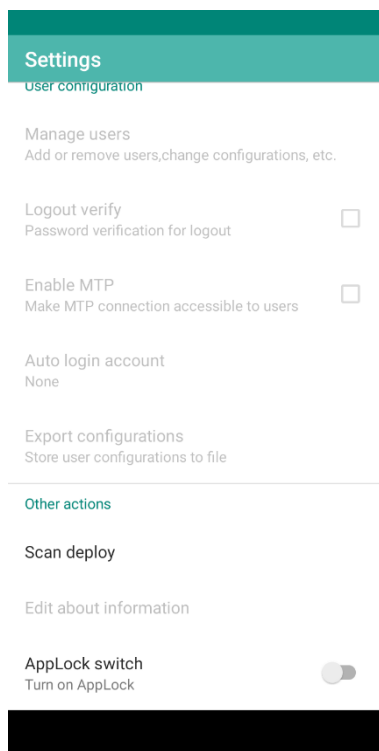 Settings
User configuration
Manage users
Add or remove users,change configurations, etc.
Logout verify
Password verification for logout
Enable MTP
Make MTP connection accessible to users
Auto login account
None
Export configurations
Store user configurations to file
Other actions
Scan deploy
Edit about information
AppLock switch
Turn on AppLock